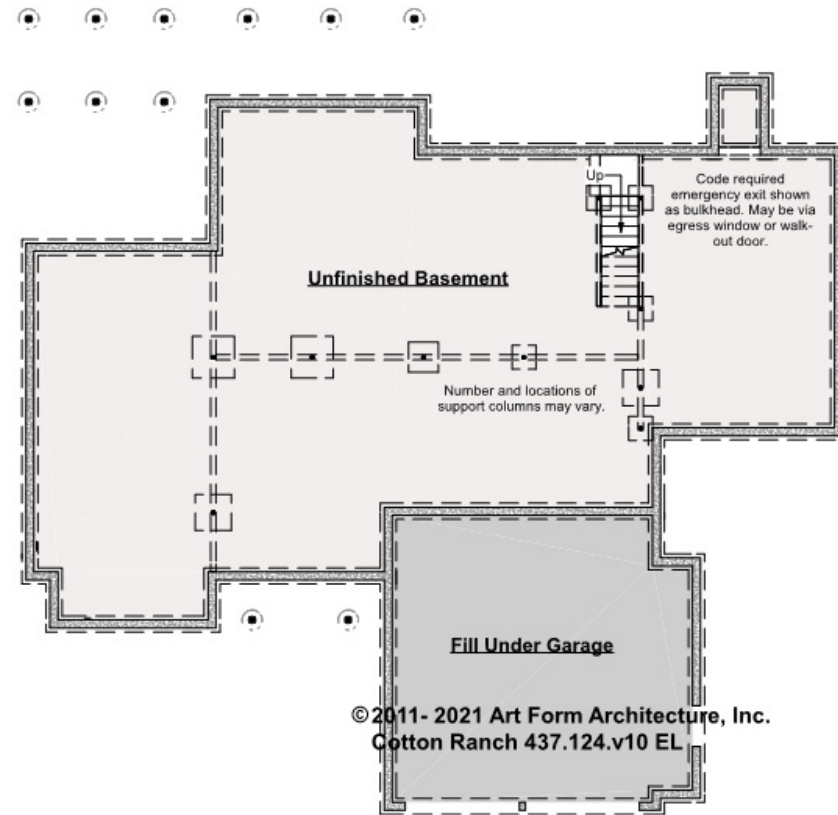 Up
Code required
emergency exit shown
as bulkhead. May be via
egress window or walk-
out door.
Unfinished Basement
Number and locations of
support columns may vary.
Fill Under Garage
©2011- 2021 Art Form Architecture, Inc.
Cotton Ranch 437.124.v10 EL